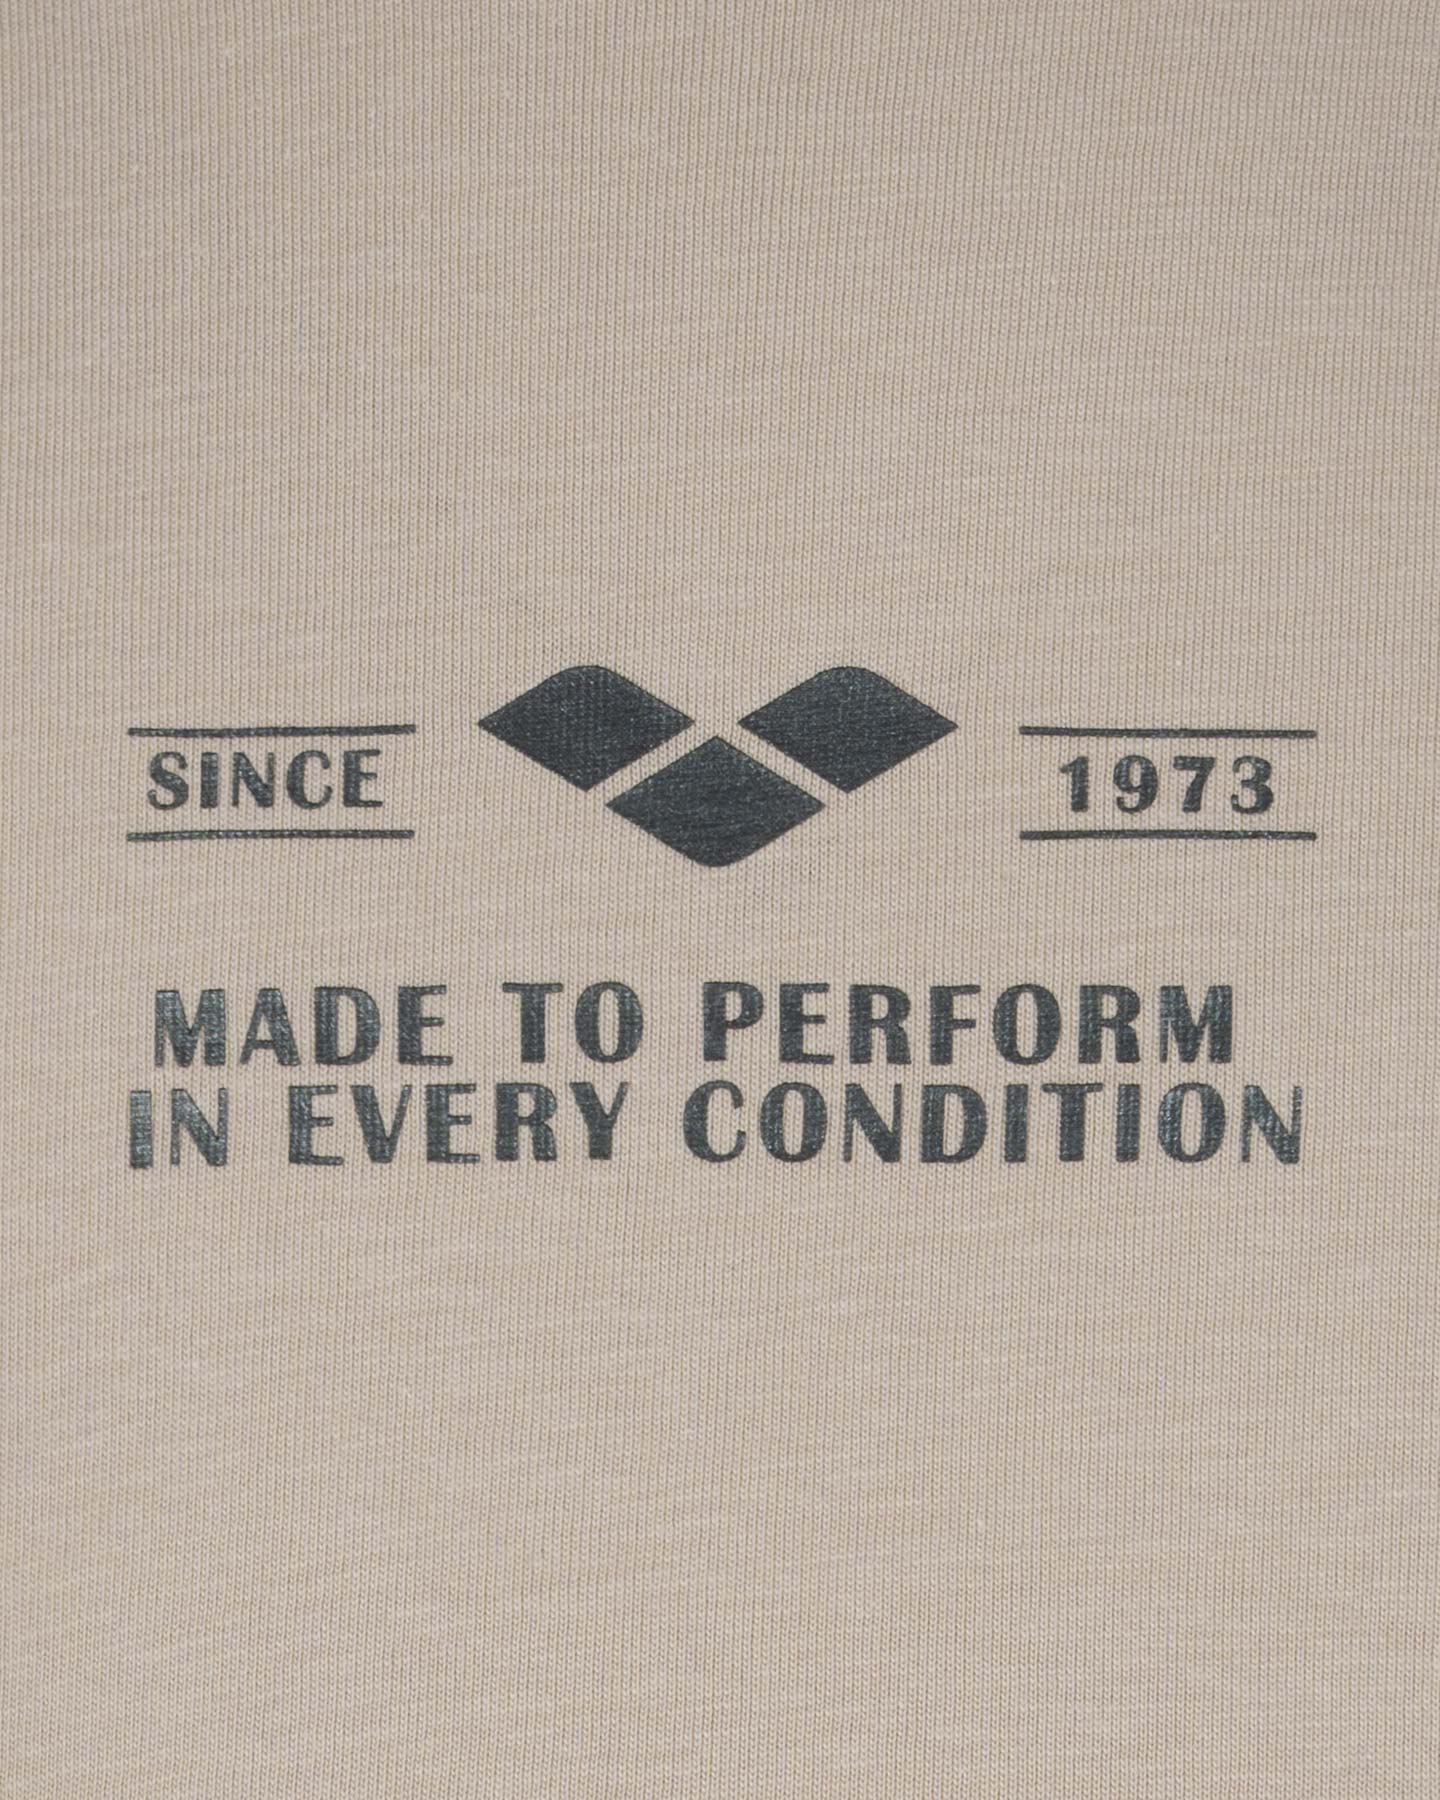 SINCE 1973
MADE TO PERFORM
IN EVERY CONDITION